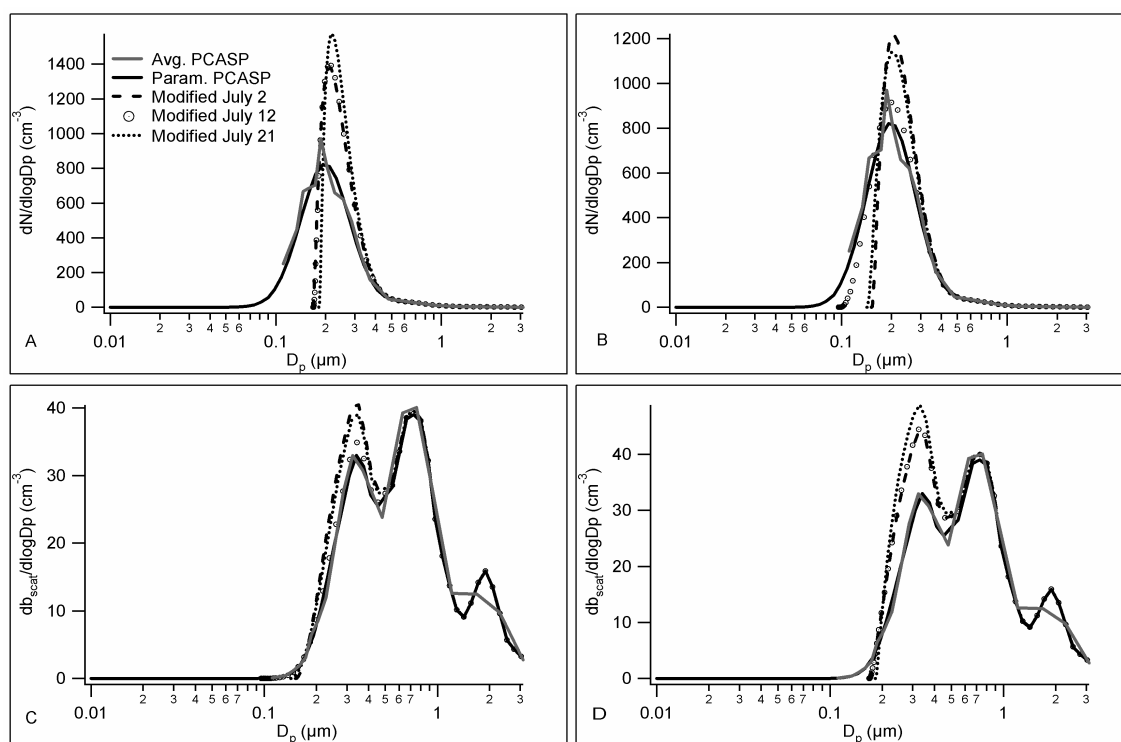 1400
1200
1000
800
600
400
200
0
dN/dlogDp (cm-3)
Avg. PCASP
Param. PCASP
Modified July 2
Modified July 12
Modified July 21
2 3 4 5 6 2 3 4 5 6 2 3
0.01 0.1 1
Dp (µm)
A
1200
1000
800
600
400
200
0
dN/dlogDp (cm-3)
2 3 4 5 6 2 3 4 5 6 2 3
0.01 0.1 1
Dp (µm)
B
40
30
20
10
0
dbscat/dlogDp (cm-3)
2 3 4 5 6 7 2 3 4 5 6 7 2 3
0.01 0.1 1
Dp (µm)
C
40
30
20
10
0
dbscat/dlogDp (cm-3)
2 3 4 5 6 7 2 3 4 5 6 7 2 3
0.01 0.1 1
Dp (µm)
D